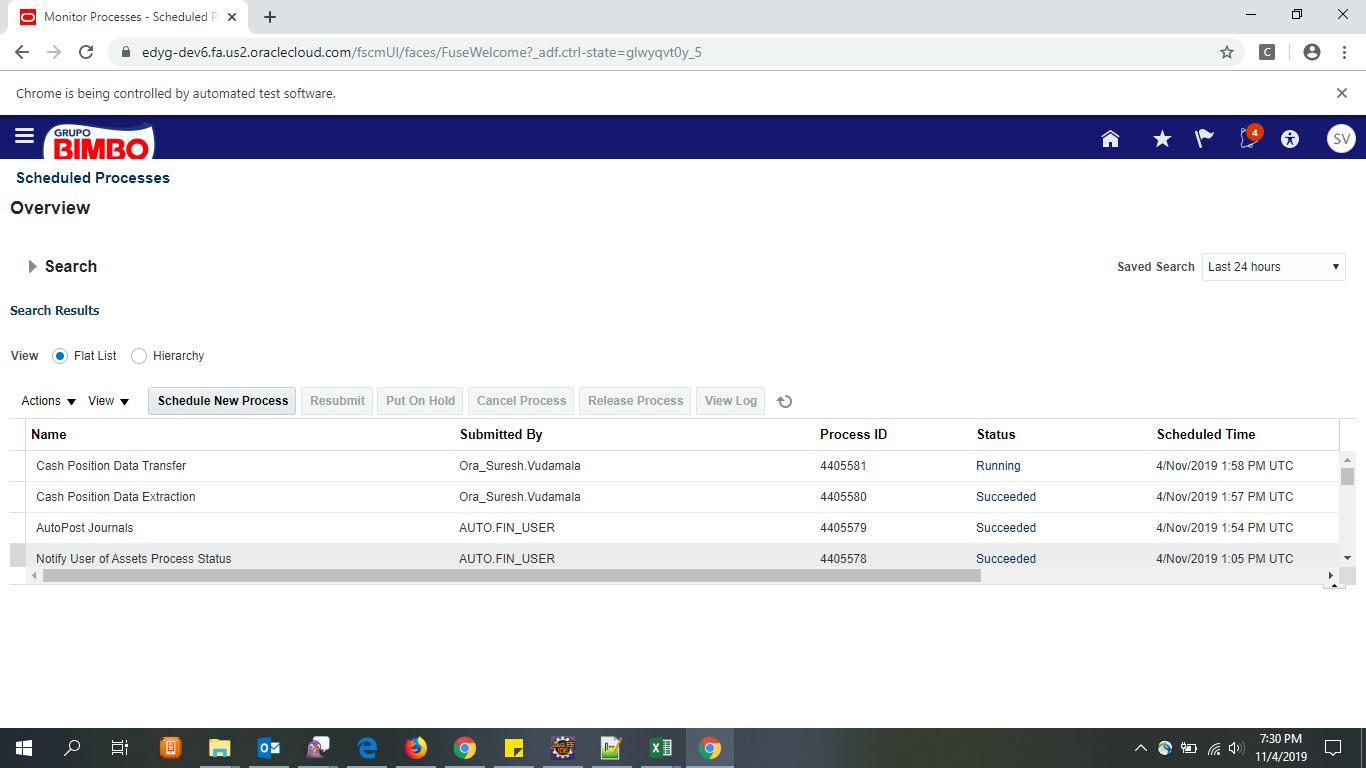 Monitor Processes - Scheduled P
edyg-dev6.fa.us2.oraclecloud.com/fscmUI/faces/FuseWelcome?_adf.ctrl-state=glwyqvt0y_5
C
Chrome is being controlled by automated test software.
GRUPO
BIMBO
4
SV
Scheduled Processes
Overview
Search
Saved Search Last 24 hours
Search Results
View Flat List Hierarchy
Actions View Schedule New Process Resubmit Put On Hold Cancel Process Release Process View Log
Name Submitted By Process ID Status Scheduled Time
Cash Position Data Transfer Ora_Suresh.Vudamala 4405581 Running 4/Nov/2019 1:58 PM UTC
Cash Position Data Extraction Ora_Suresh.Vudamala 4405580 Succeeded 4/Nov/2019 1:57 PM UTC
AutoPost Journals AUTO.FIN_USER 4405579 Succeeded 4/Nov/2019 1:54 PM UTC
Notify User of Assets Process Status AUTO.FIN_USER 4405578 Succeeded 4/Nov/2019 1:05 PM UTC
7:30 PM
11/4/2019